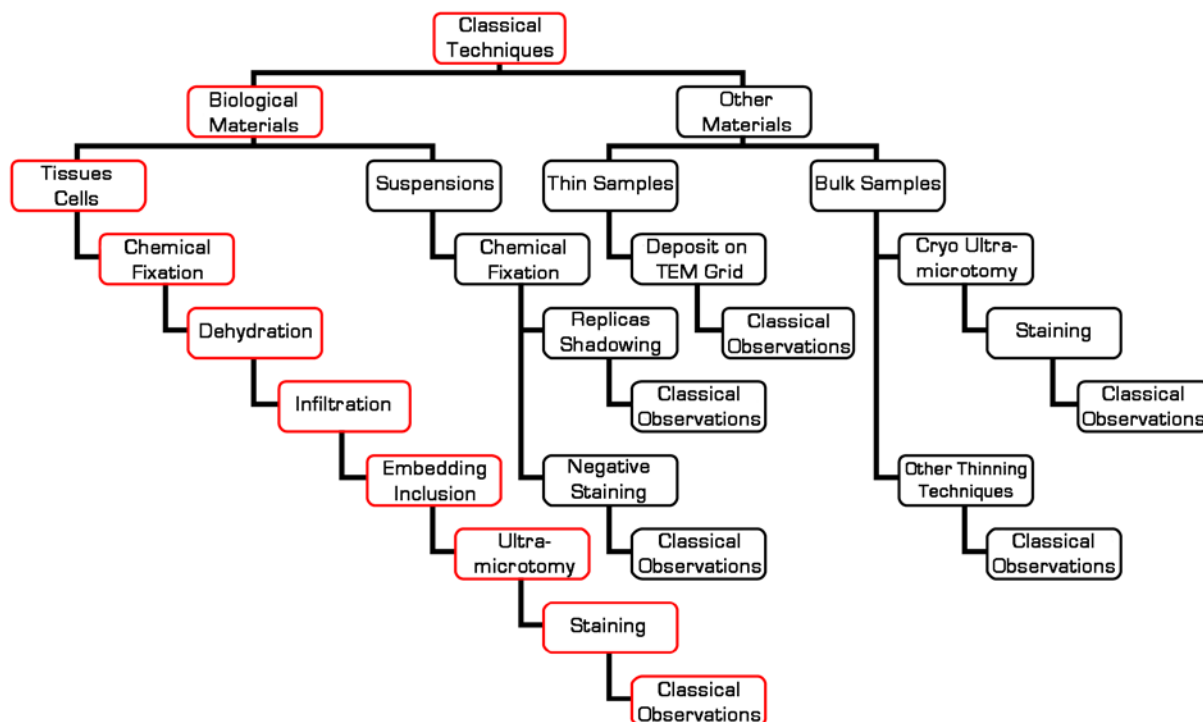 Classical
Techniques
Biological
Materials
Other
Materials
Tissues
Cells
Suspensions
Thin Samples
Bulk Samples
Chemical
Fixation
Chemical
Fixation
Deposit on
TEM Grid
Cryo Ultra-
microtomy
Dehydration
Replicas
Shadowing
Classical
Observations
Staining
Infiltration
Classical
Observations
Classical
Observations
Embedding
Inclusion
Negative
Staining
Other Thinning
Techniques
Ultra-
microtomy
Classical
Observations
Classical
Observations
Staining
Classical
Observations